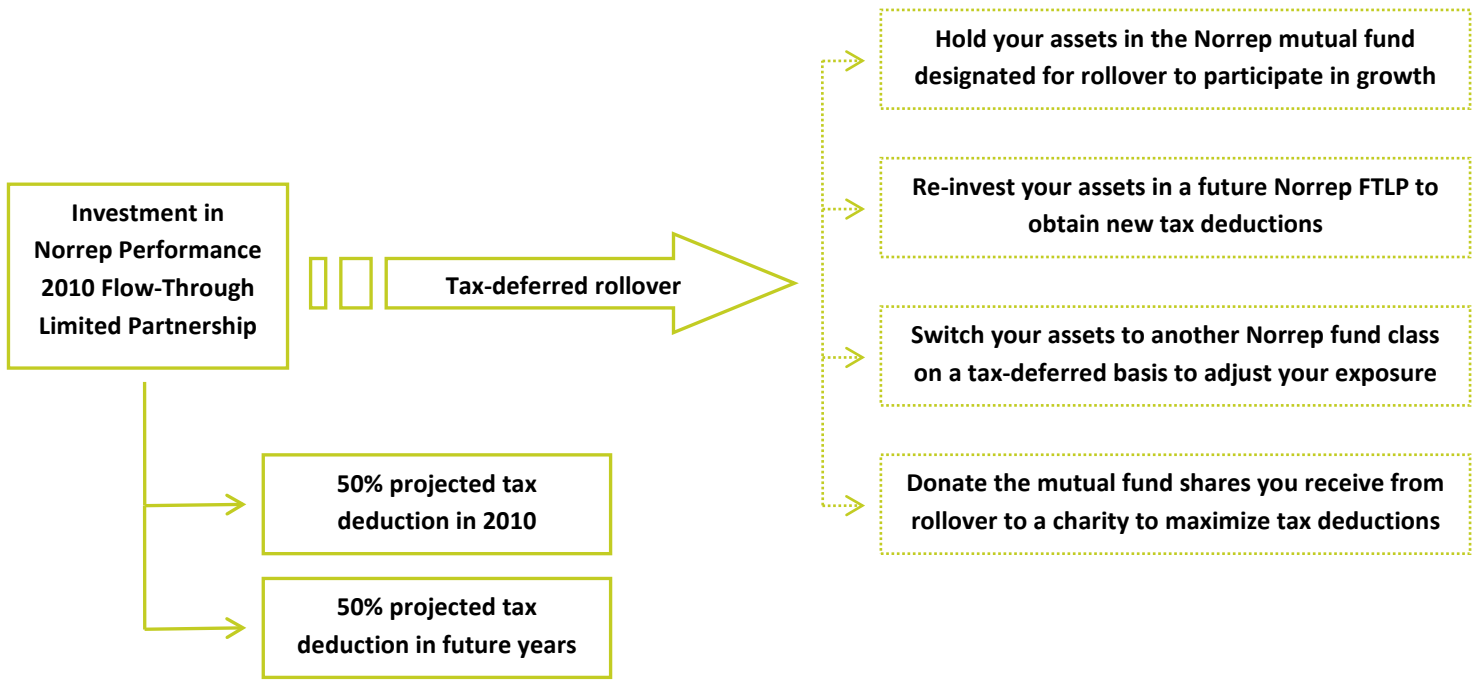 Investment in
Norrep Performance
2010 Flow-Through
Limited Partnership
50% projected tax
deduction in 2010
50% projected tax
deduction in future years
Tax-deferred rollover
Hold your assets in the Norrep mutual fund
designated for rollover to participate in growth
Re-invest your assets in a future Norrep FTLP to
obtain new tax deductions
Switch your assets to another Norrep fund class
on a tax-deferred basis to adjust your exposure
Donate the mutual fund shares you receive from
rollover to a charity to maximize tax deductions